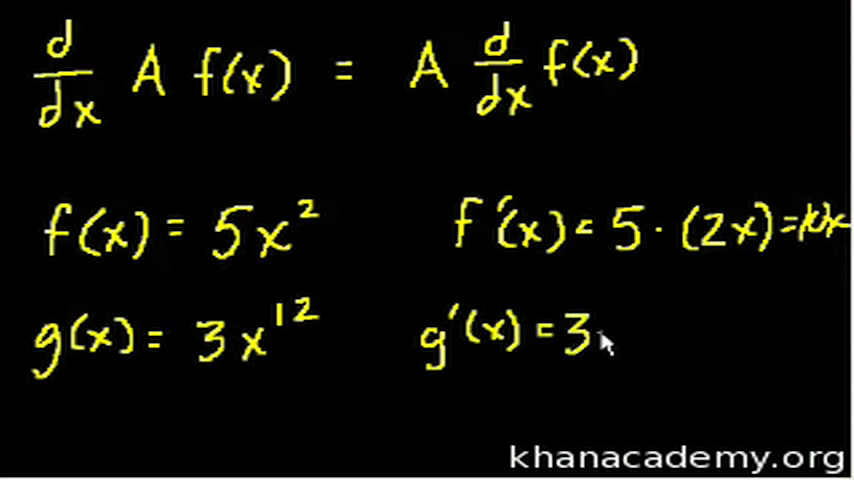 d/dx A f(x) = A d/dx f(x)
f(x) = 5x² f'(x) = 5 · (2x) = 10x
g(x) = 3x¹² g'(x) = 3·
khanacademy.org